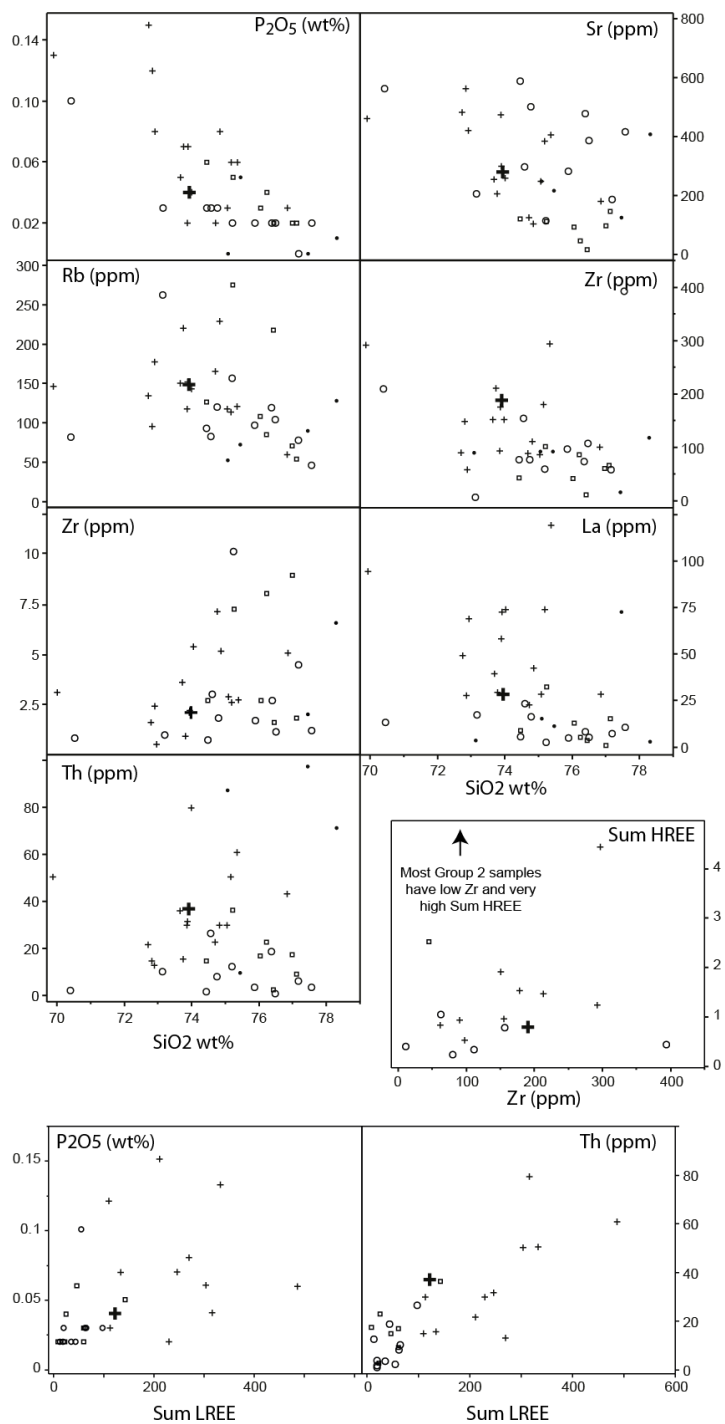 P2O5 (wt%)
Sr (ppm)
0.14
0.10
0.06
0.02
800
600
400
200
0
Rb (ppm)
Zr (ppm)
300
250
200
150
100
50
0
400
300
200
100
0
Zr (ppm)
La (ppm)
10
7.5
5
2.5
100
75
50
25
0
70 72 74 76 78
SiO2 wt%
Th (ppm)
80
60
40
20
0
70 72 74 76 78
SiO2 wt%
Sum HREE
Most Group 2 samples
have low Zr and very
high Sum HREE
4
3
2
1
0
0 100 200 300 400
Zr (ppm)
P2O5 (wt%)
Th (ppm)
0.15
0.1
0.05
0
80
60
40
20
0
0 200 400
0 200 400 600
Sum LREE
Sum LREE